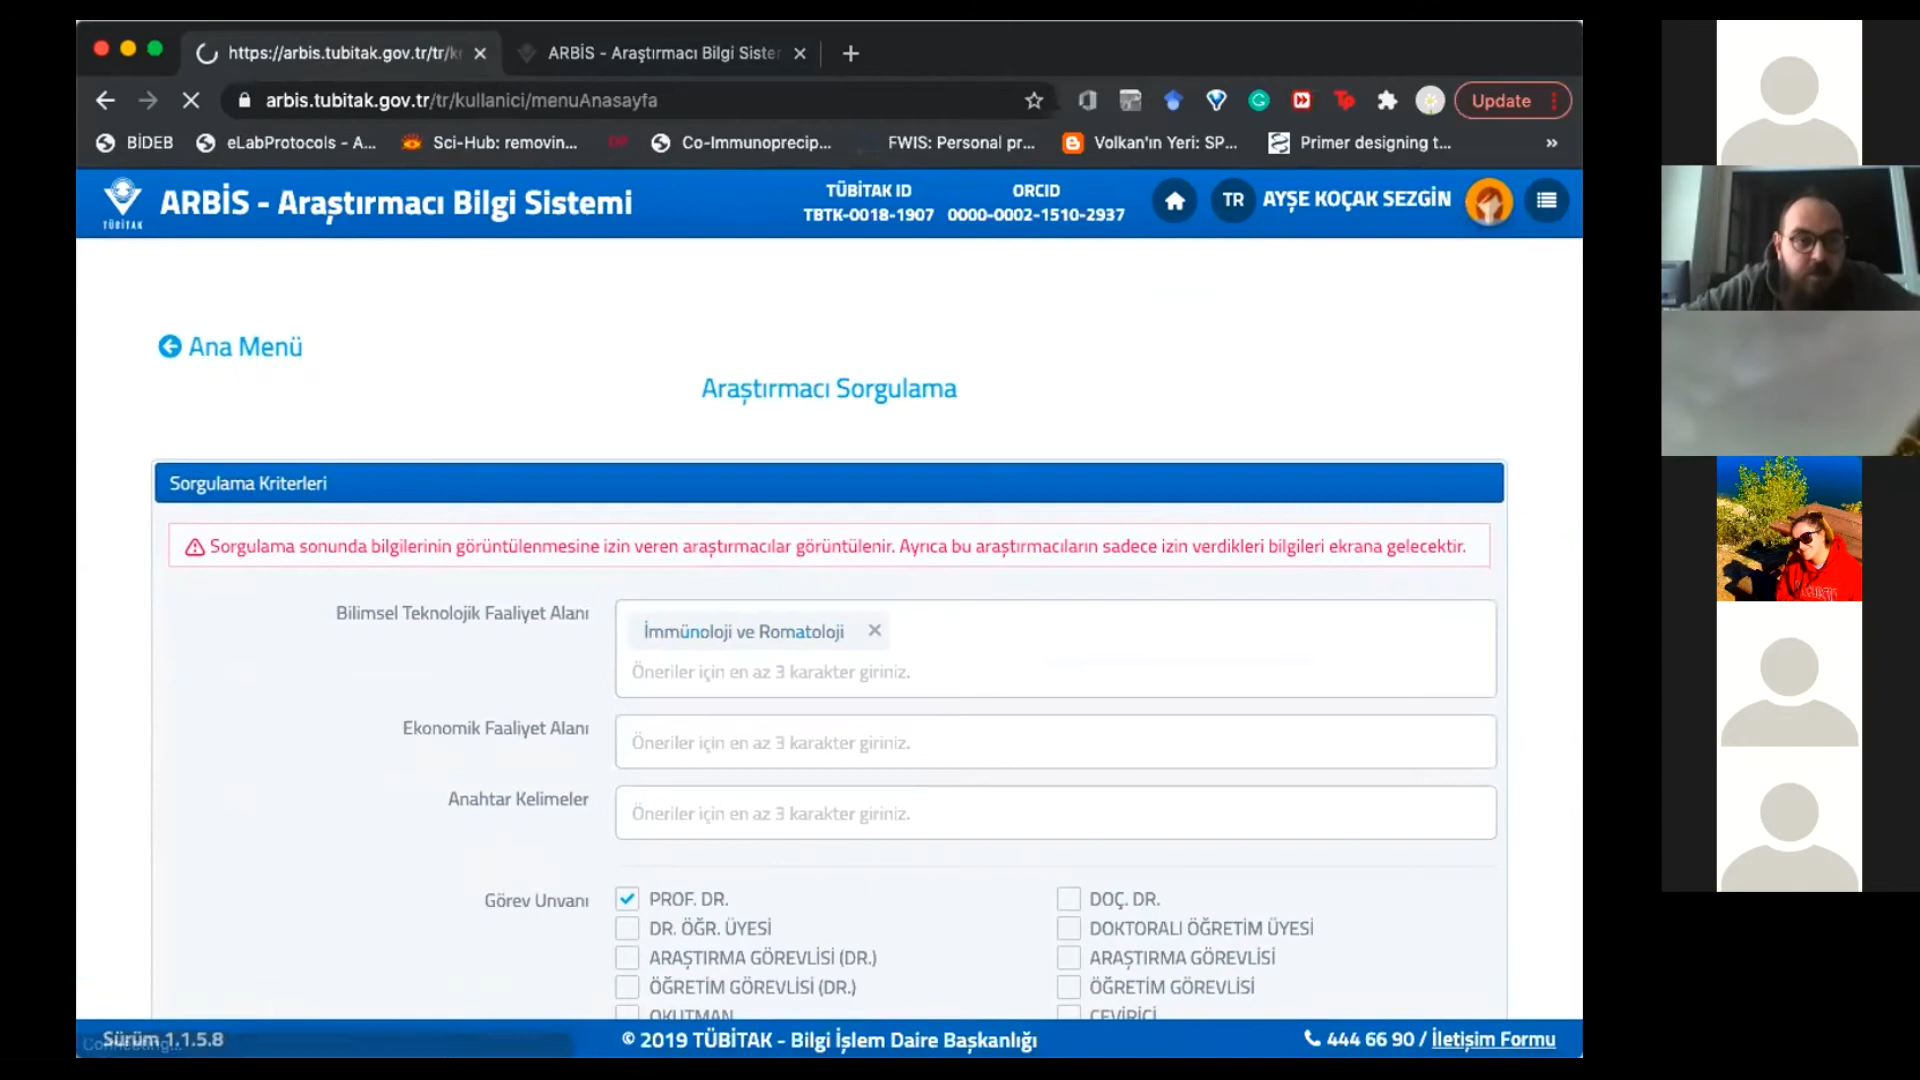 https://arbis.tubitak.gov.tr/tr/k
ARBİS - Araştırmacı Bilgi Siste
arbis.tubitak.gov.tr/tr/kullanici/menuAnasayfa
Update
BİDEB
eLabProtocols - A...
Sci-Hub: removin...
Co-Immunoprecip...
FWIS: Personal pr...
Volkan'ın Yeri: SP...
Primer designing t...
»
TÜBİTAK
ARBİS - Araştırmacı Bilgi Sistemi
TÜBİTAK ID
TBTK-0018-1907
ORCID
0000-0002-1510-2937
TR
AYŞE KOÇAK SEZGİN
Ana Menü
Araştırmacı Sorgulama
Sorgulama Kriterleri
Sorgulama sonunda bilgilerinin görüntülenmesine izin veren araştırmacılar görüntülenir. Ayrıca bu araştırmacıların sadece izin verdikleri bilgileri ekrana gelecektir.
Bilimsel Teknolojik Faaliyet Alanı
İmmünoloji ve Romatoloji
Öneriler için en az 3 karakter giriniz.
Ekonomik Faaliyet Alanı
Öneriler için en az 3 karakter giriniz.
Anahtar Kelimeler
Öneriler için en az 3 karakter giriniz.
Görev Unvanı
PROF. DR.
DOÇ. DR.
DR. ÖĞR. ÜYESİ
DOKTORALI ÖĞRETİM ÜYESİ
ARAŞTIRMA GÖREVLİSİ (DR.)
ARAŞTIRMA GÖREVLİSİ
ÖĞRETİM GÖREVLİSİ (DR.)
ÖĞRETİM GÖREVLİSİ
OKUTMAN
ÇEVİRİCİ
Sürüm 1.1.5.8
Connecting...
© 2019 TÜBİTAK - Bilgi İşlem Daire Başkanlığı
444 66 90 / İletişim Formu